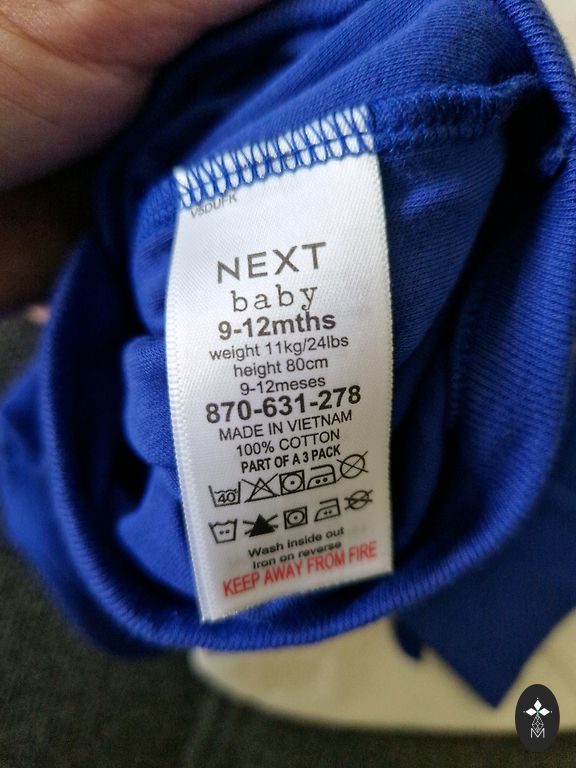 V5DUFK
NEXT
baby
9-12mths
weight 11kg/24lbs
height 80cm
9-12meses
870-631-278
MADE IN VIETNAM
100% COTTON
PART OF A 3 PACK
40
Wash inside out
Iron on reverse
KEEP AWAY FROM FIRE
M